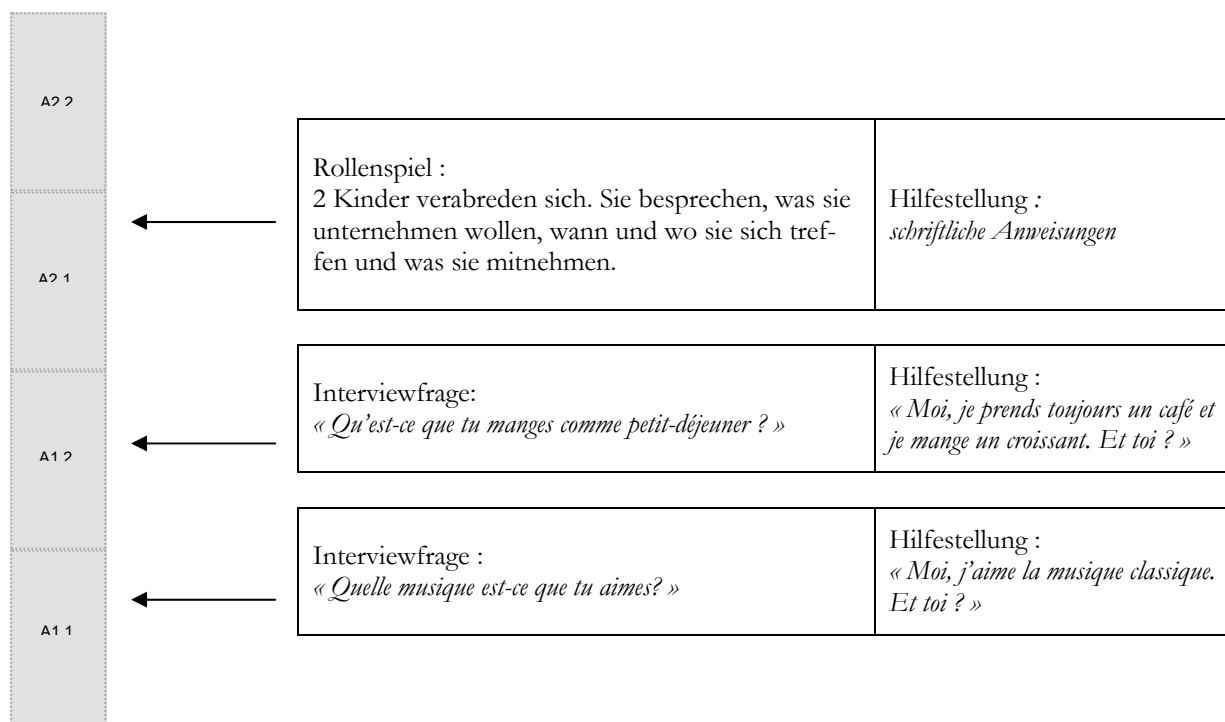 A2.2
Rollenspiel :
2 Kinder verabreden sich. Sie besprechen, was sie
unternehmen wollen, wann und wo sie sich tref-
fen und was sie mitnehmen.
Hilfestellung :
schriftliche Anweisungen
A2.1
Interviewfrage:
« Qu'est-ce que tu manges comme petit-déjeuner ? »
Hilfestellung :
« Moi, je prends toujours un café et
je mange un croissant. Et toi ? »
A1.2
Interviewfrage :
« Quelle musique est-ce que tu aimes? »
Hilfestellung :
« Moi, j'aime la musique classique.
Et toi ? »
A1.1